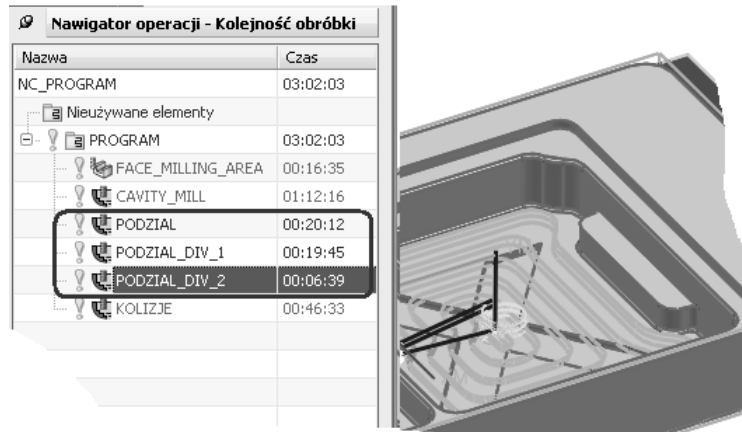 Nawigator operacji - Kolejność obróbki
Nazwa Czas
NC_PROGRAM 03:02:03
Nieużywane elementy
PROGRAM 03:02:03
FACE_MILLING_AREA 00:16:35
CAVITY_MILL 01:12:16
PODZIAL 00:20:12
PODZIAL_DIV_1 00:19:45
PODZIAL_DIV_2 00:06:39
KOLIZJE 00:46:33